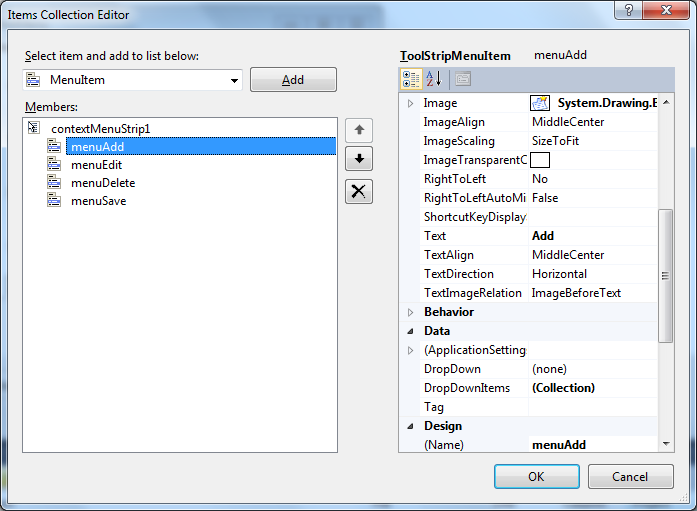 Items Collection Editor
Select item and add to list below:
MenuItem
Add
Members:
contextMenuStrip1
menuAdd
menuEdit
menuDelete
menuSave
ToolStripMenuItem menuAdd
Image System.Drawing.E
ImageAlign MiddleCenter
ImageScaling SizeToFit
ImageTransparentC
RightToLeft No
RightToLeftAutoMi False
ShortcutKeyDisplay
Text Add
TextAlign MiddleCenter
TextDirection Horizontal
TextImageRelation ImageBeforeText
Behavior
Data
(ApplicationSetting
DropDown (none)
DropDownItems (Collection)
Tag
Design
(Name) menuAdd
OK
Cancel